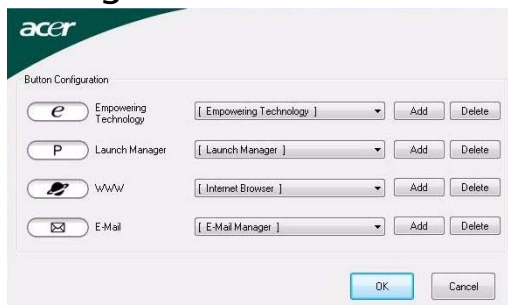 acer
Button Configuration
e Empowering Technology [ Empowering Technology ] Add Delete
P Launch Manager [ Launch Manager ] Add Delete
WWW [ Internet Browser ] Add Delete
E-Mail [ E-Mail Manager ] Add Delete
OK Cancel